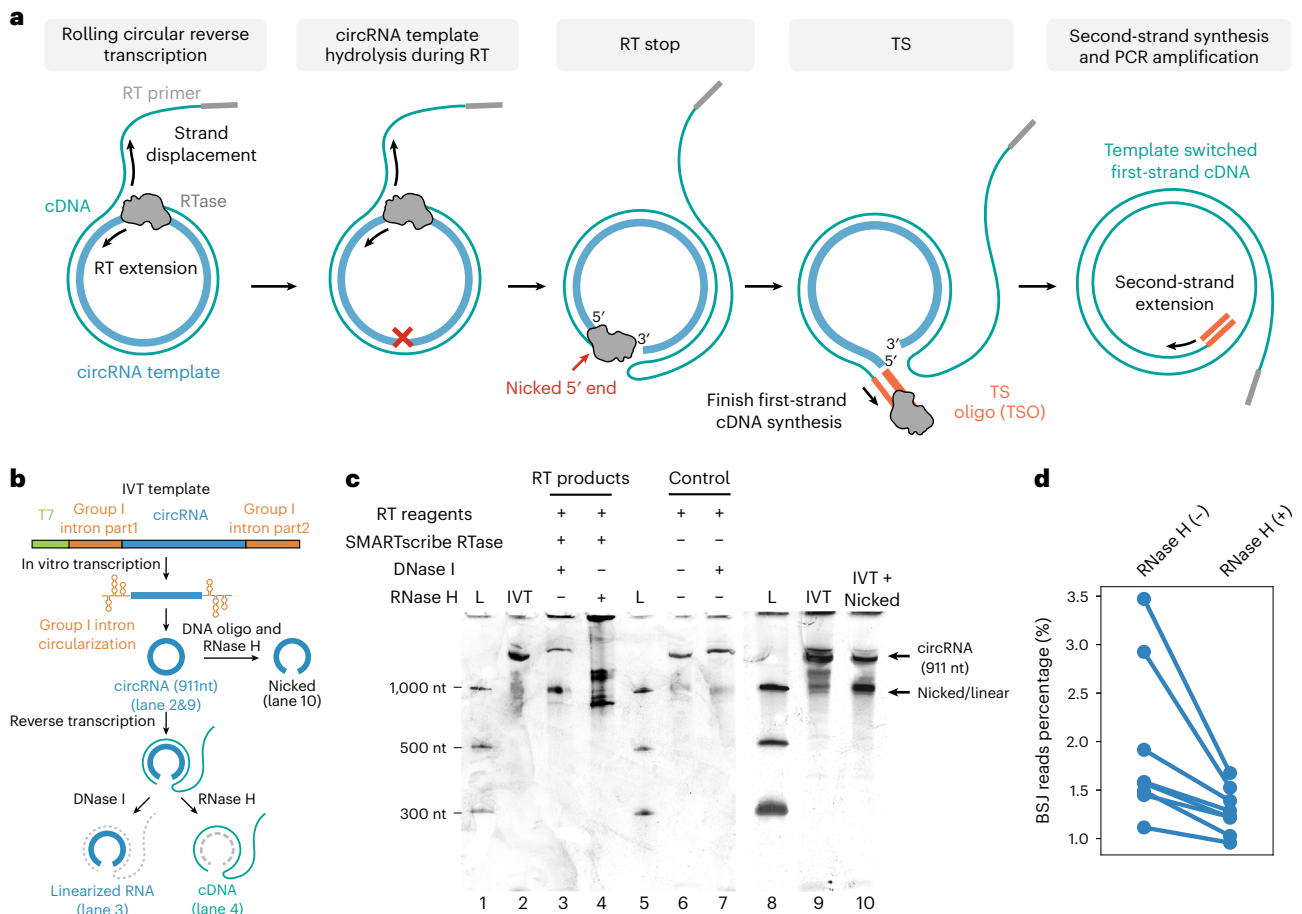 a
Rolling circular reverse
transcription
circRNA template
hydrolysis during RT
RT stop
TS
Second-strand synthesis
and PCR amplification
RT primer
Strand
displacement
cDNA
RTase
RT extension
circRNA template
5′
3′
Nicked 5′ end
3′
5′
Finish first-strand
cDNA synthesis
TS
oligo (TSO)
Template switched
first-strand cDNA
Second-strand
extension
b
IVT template
T7
Group I
intron part1
circRNA
Group I
intron part2
In vitro transcription
Group I intron
circularization
DNA oligo and
RNase H
circRNA (911nt)
(lane 2&9)
Nicked
(lane 10)
Reverse transcription
DNase I
RNase H
Linearized RNA
(lane 3)
cDNA
(lane 4)
c
RT products
Control
RT reagents + + + +
SMARTscribe RTase + + − −
DNase I + − − +
RNase H L IVT − + L − − L IVT
IVT +
Nicked
1,000 nt
500 nt
300 nt
circRNA
(911 nt)
Nicked/linear
1 2 3 4 5 6 7 8 9 10
d
RNase H (−)
RNase H (+)
BSJ reads percentage (%)
3.5
3.0
2.5
2.0
1.5
1.0